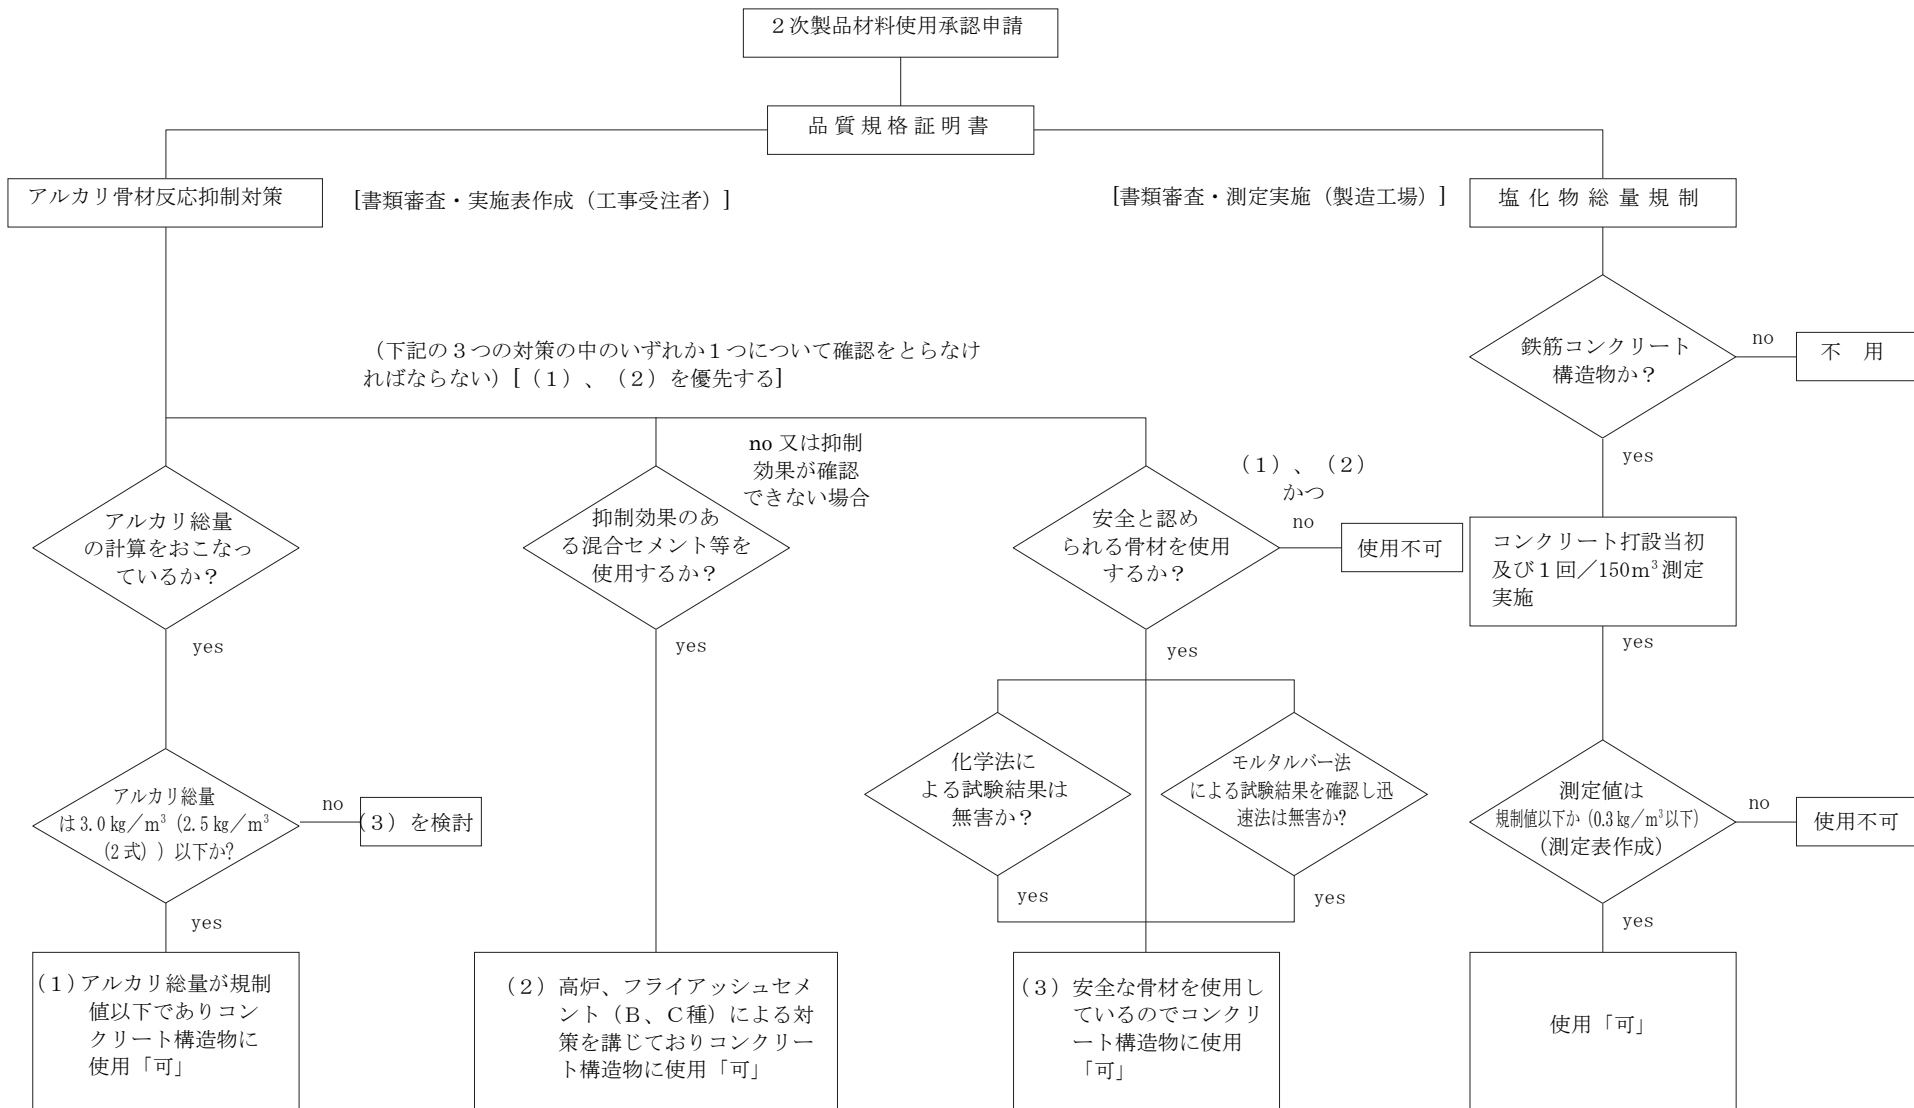 ２次製品材料使用承認申請
品質規格証明書
アルカリ骨材反応抑制対策
[書類審査・実施表作成（工事受注者）]
[書類審査・測定実施（製造工場）]
塩化物総量規制
（下記の３つの対策の中のいずれか１つについて確認をとらなけ
ればならない）[（１）、（２）を優先する]
鉄筋コンクリート
構造物か？
no
不　用
yes
no 又は抑制
効果が確認
できない場合
（１）、（２）
かつ
no
使用不可
アルカリ総量
の計算をおこなっ
ているか？
yes
抑制効果のあ
る混合セメント等を
使用するか？
yes
安全と認め
られる骨材を使用
するか？
yes
コンクリート打設当初
及び１回／150m³測定
実施
yes
アルカリ総量
は3.0㎏／m³（2.5㎏／m³
（2式））以下か？
no
（３）を検討
yes
化学法に
よる試験結果は
無害か？
yes
モルタルバー法
による試験結果を確認し迅
速法は無害か？
yes
測定値は
規制値以下か（0.3㎏／m³以下）
（測定表作成）
no
使用不可
yes
（１）アルカリ総量が規制
値以下でありコン
クリート構造物に
使用「可」
（２）高炉、フライアッシュセメ
ント（Ｂ、Ｃ種）による対
策を講じておりコンクリー
ト構造物に使用「可」
（３）安全な骨材を使用し
ているのでコンクリ
ート構造物に使用
「可」
使用「可」